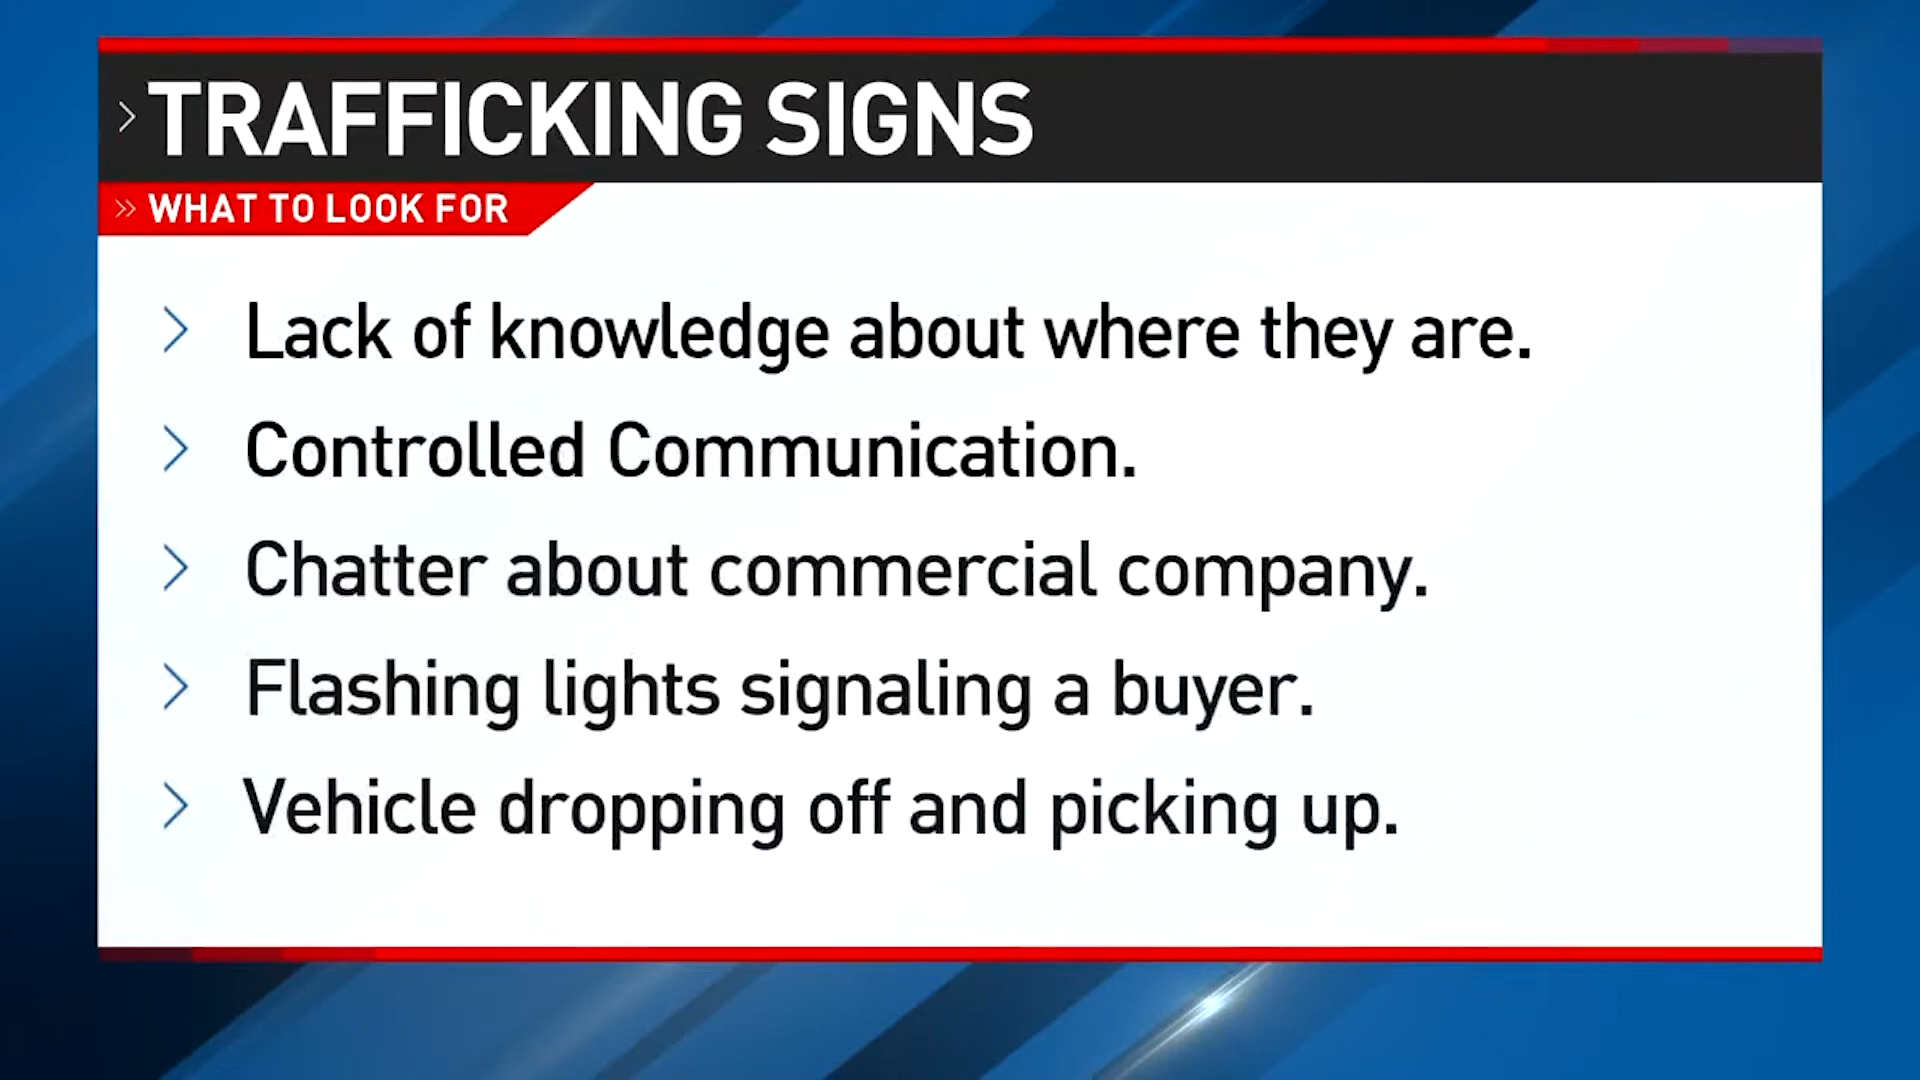 TRAFFICKING SIGNS
WHAT TO LOOK FOR
Lack of knowledge about where they are.
Controlled Communication.
Chatter about commercial company.
Flashing lights signaling a buyer.
Vehicle dropping off and picking up.